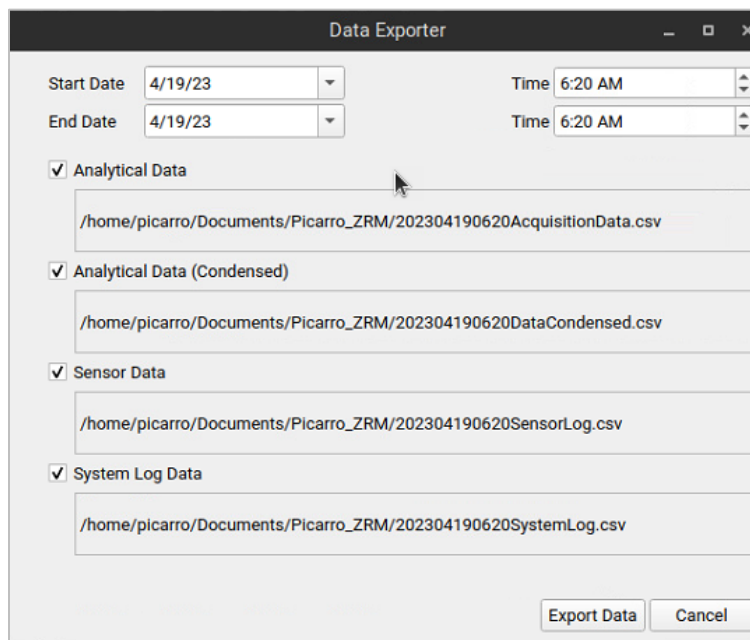 Data Exporter
Start Date 4/19/23 Time 6:20 AM
End Date 4/19/23 Time 6:20 AM
Analytical Data
/home/picarro/Documents/Picarro_ZRM/202304190620AcquisitionData.csv
Analytical Data (Condensed)
/home/picarro/Documents/Picarro_ZRM/202304190620DataCondensed.csv
Sensor Data
/home/picarro/Documents/Picarro_ZRM/202304190620SensorLog.csv
System Log Data
/home/picarro/Documents/Picarro_ZRM/202304190620SystemLog.csv
Export Data Cancel